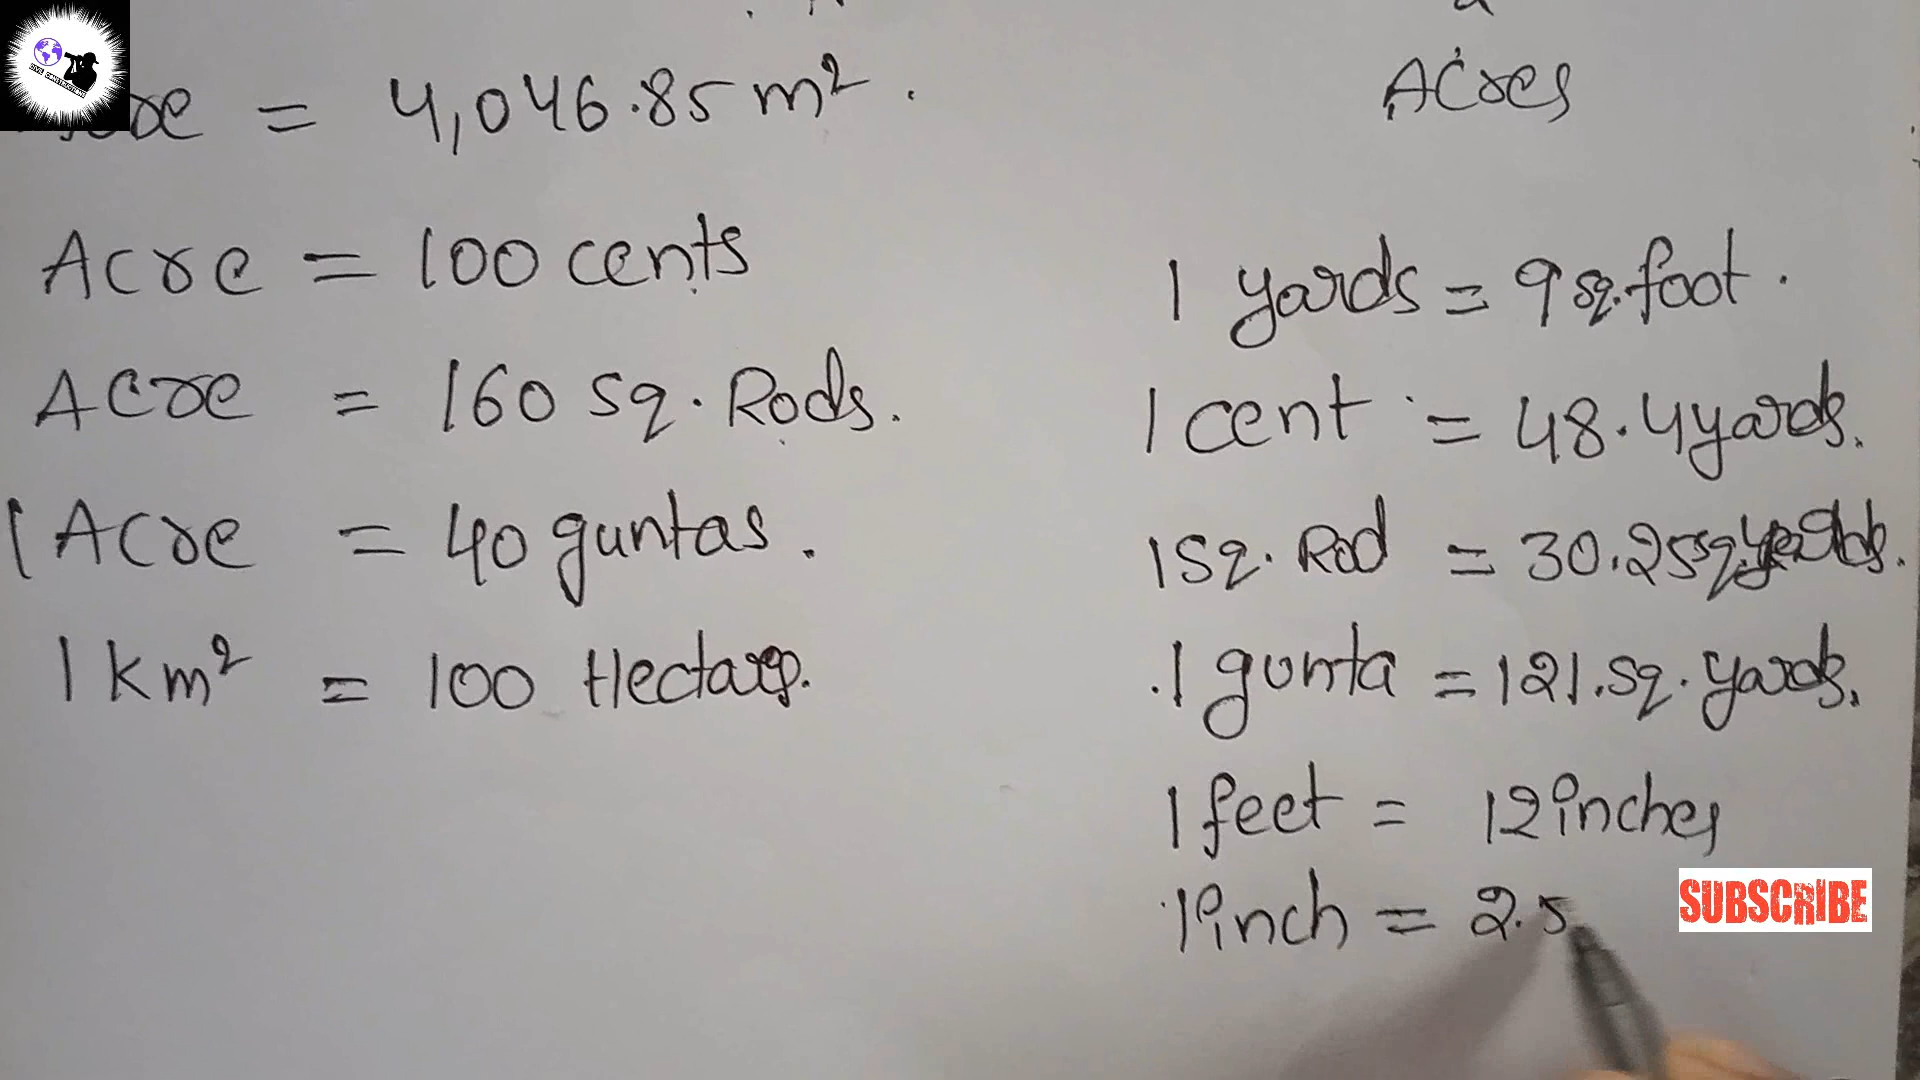 = 4,046.85 m².
Acre = 100 cents
Acre = 160 Sq. Rods.
1 Acre = 40 guntas.
1 km² = 100 Hectares.
Acres
1 yards = 9 sq. foot.
1 cent = 48.4 yards.
1 Sq. Rod = 30.25 sq. yards.
1 gunta = 121. Sq. yards.
1 feet = 12 inches
1 inch = 2.5
SUBSCRIBE